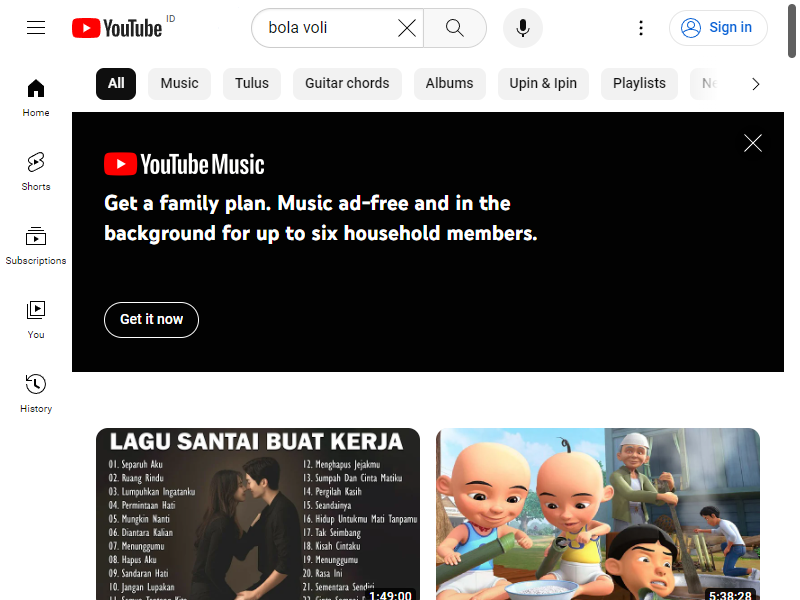 YouTube ID
bola voli
Sign in
All
Music
Tulus
Guitar chords
Albums
Upin & Ipin
Playlists
Home
Shorts
Subscriptions
You
History
YouTube Music
Get a family plan. Music ad-free and in the
background for up to six household members.
Get it now
LAGU SANTAI BUAT KERJA
01. Separuh Aku
02. Ruang Rindu
03. Lumpuhkan Ingatanku
04. Permintaan Hati
05. Mungkin Nanti
06. Diantara Kalian
07. Menunggumu
08. Hapus Aku
09. Sandaran Hati
10. Jangan Lupakan
12. Menghapus Jejakmu
13. Sumpah Dan Cinta Matiku
14. Pergilah Kasih
15. Seandainya
16. Hidup Untukmu Mati Tanpamu
17. Tak Seimbang
18. Kisah Cintaku
19. Menunggumu
20. Rasa Ini
21. Sementara Sendiri
1:49:00
5:38:28